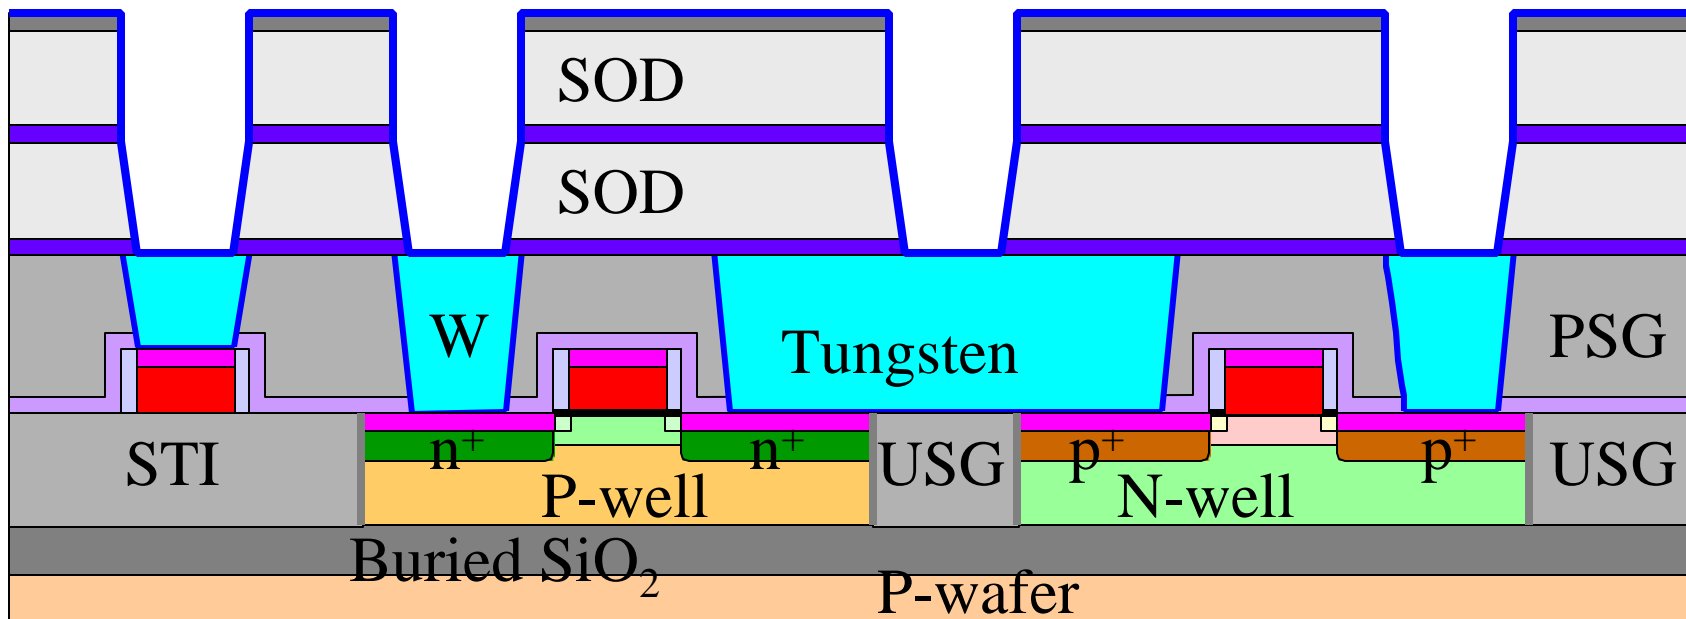 SOD
SOD
W
Tungsten
PSG
STI
n⁺
n⁺
USG
p⁺
p⁺
USG
P-well
N-well
Buried SiO₂
P-wafer